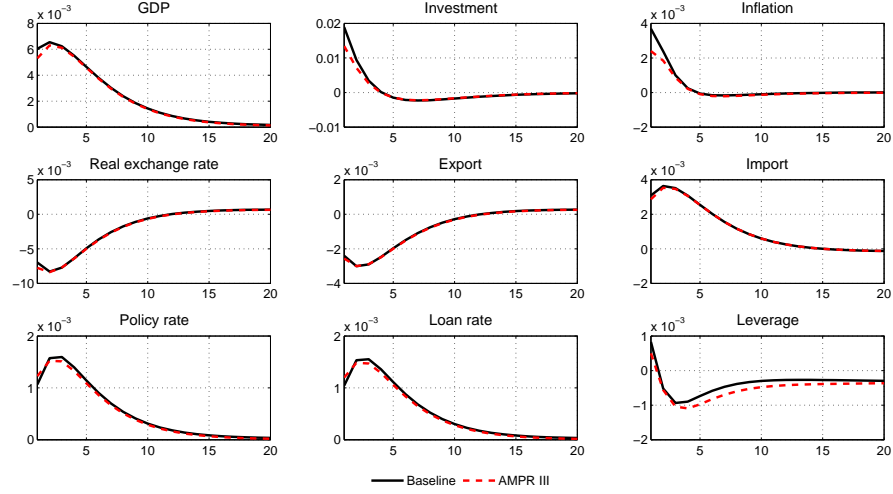 GDP Investment Inflation
x 10⁻³ x 10⁻³
8 0.02 4
6 0.01 2
4 0
2 0
0 −0.01 −2
5 10 15 20 5 10 15 20 5 10 15 20
Real exchange rate Export Import
x 10⁻³ x 10⁻³ x 10⁻³
5 2 4
0 0 2
−5 −2 0
−10 −4 −2
5 10 15 20 5 10 15 20 5 10 15 20
Policy rate Loan rate Leverage
x 10⁻³ x 10⁻³ x 10⁻³
2 2 1
0
1 1
−1
0 0 −2
5 10 15 20 5 10 15 20 5 10 15 20
Baseline AMPR III